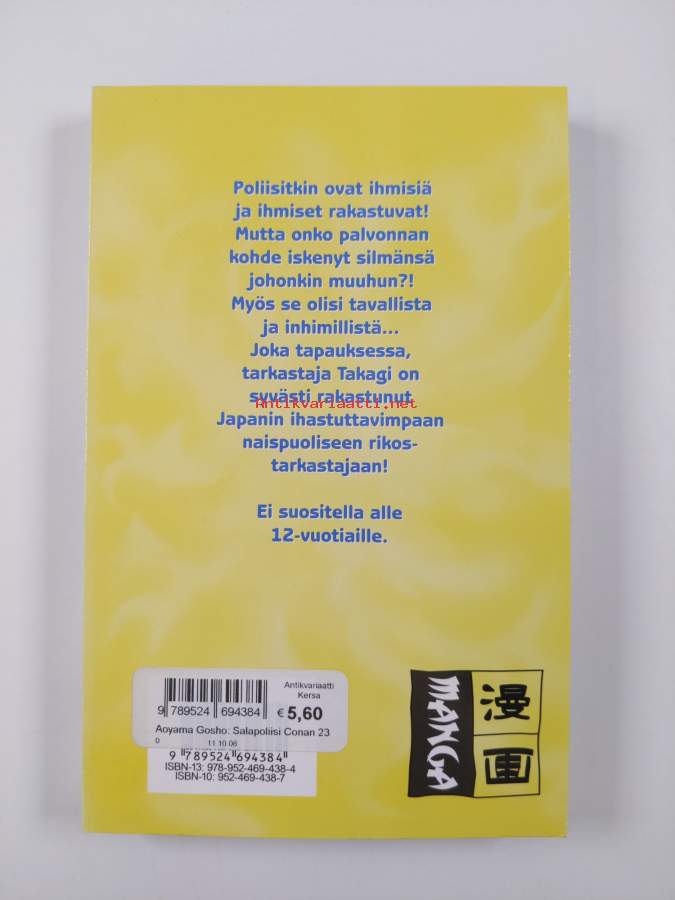 Poliisitkin ovat ihmisiä
ja ihmiset rakastuvat!
Mutta onko palvonnan
kohde iskenyt silmänsä
johonkin muuhun?!
Myös se olisi tavallista
ja inhimillistä...
Joka tapauksessa,
tarkastaja Takagi on
syvästi rakastunut
Antikvariaatti.net
Japanin ihastuttavimpaan
naispuoliseen rikos-
tarkastajaan!
Ei suositella alle
12-vuotiaille.
Antikvariaatti
Kersa
9 789524 694384
€ 5,60
Aoyama Gosho: Salapoliisi Conan 23
0 11.10.06
9 789524 694384
ISBN-13: 978-952-469-438-4
ISBN-10: 952-469-438-7
MANGA
漫
画